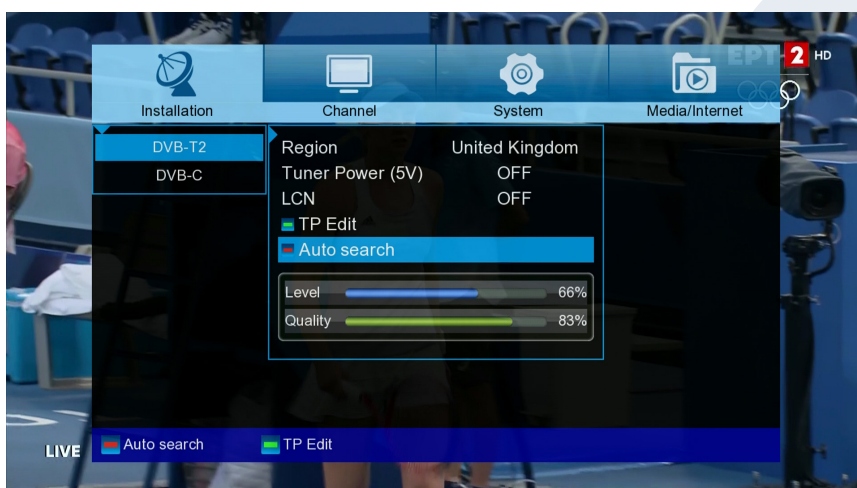 ΕΡΤ 2 HD
Installation Channel System Media/Internet
DVB-T2
DVB-C
Region United Kingdom
Tuner Power (5V) OFF
LCN OFF
TP Edit
Auto search
Level 66%
Quality 83%
LIVE
Auto search TP Edit